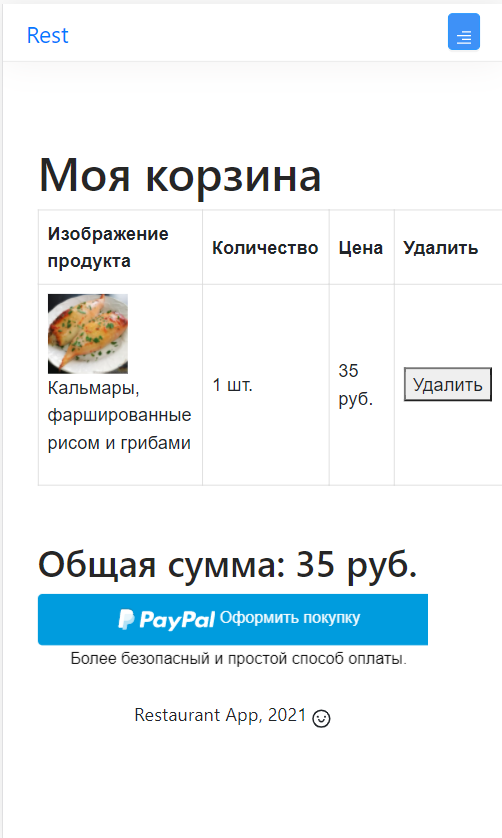 Rest
Моя корзина
Изображение
продукта
Количество
Цена
Удалить
Кальмары,
фаршированные
рисом и грибами
1 шт.
35
руб.
Удалить
Общая сумма: 35 руб.
PayPal Оформить покупку
Более безопасный и простой способ оплаты.
Restaurant App, 2021